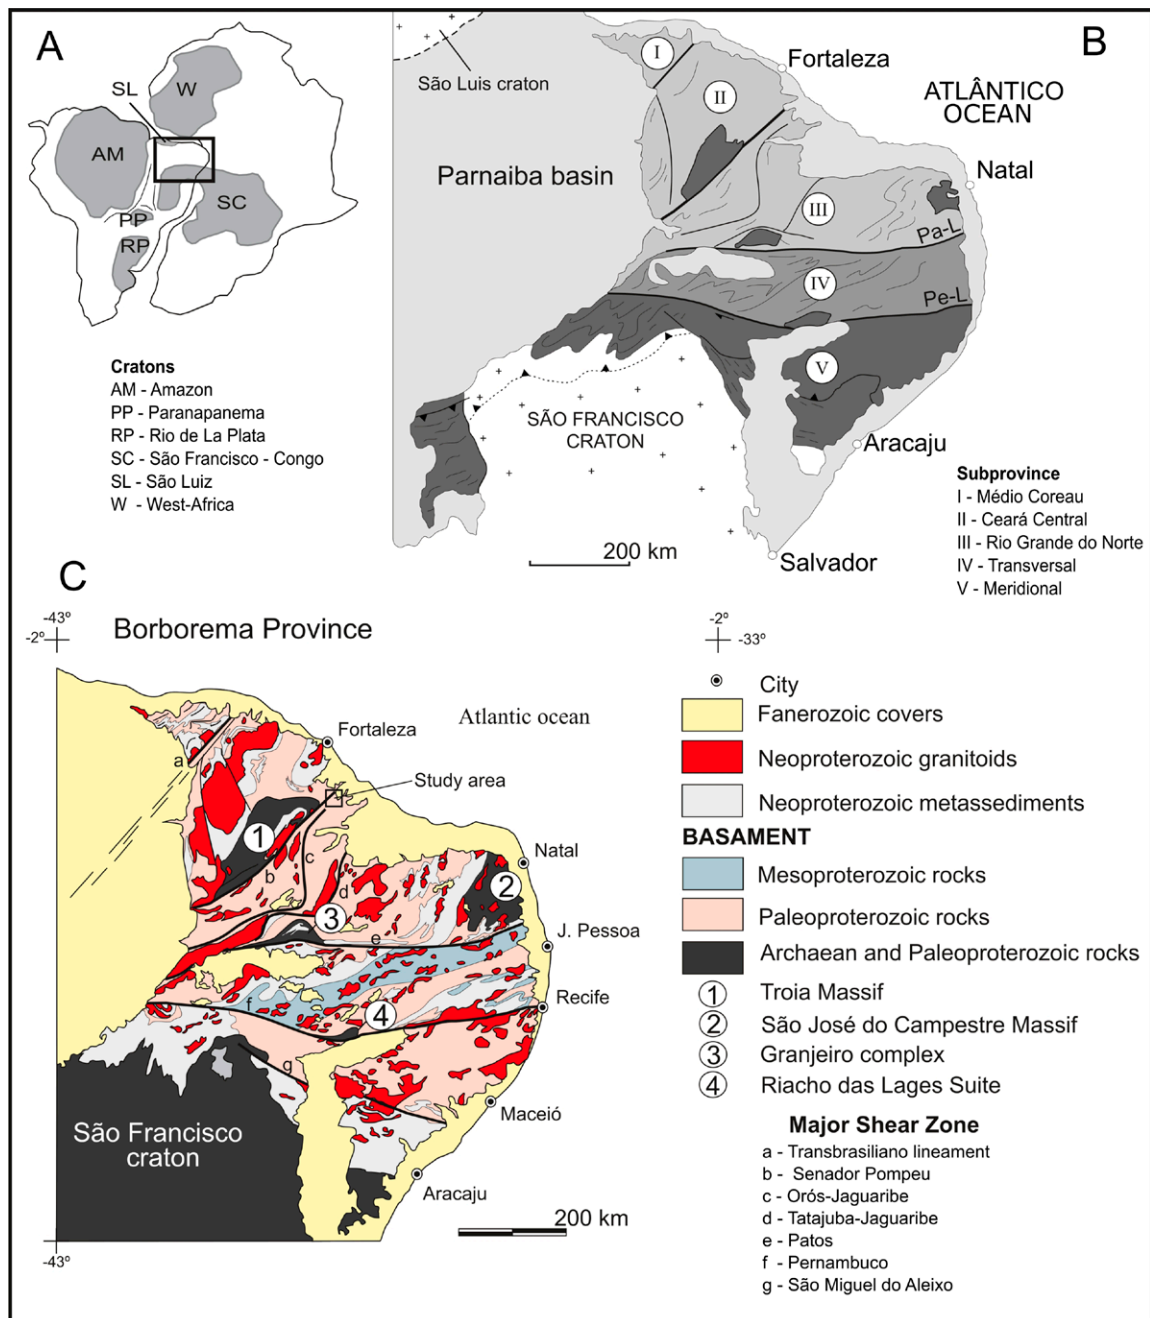 A
SL
W
AM
PP
SC
RP
Cratons
AM - Amazon
PP - Paranapanema
RP - Rio de La Plata
SC - São Francisco - Congo
SL - São Luiz
W - West-Africa
B
São Luis craton
I
Fortaleza
II
ATLÂNTICO
OCEAN
Parnaiba basin
Natal
III
Pa-L
IV
Pe-L
V
SÃO FRANCISCO
CRATON
Aracaju
200 km
Salvador
Subprovince
I - Médio Coreau
II - Ceará Central
III - Rio Grande do Norte
IV - Transversal
V - Meridional
C
-43º
-2º
Borborema Province
-2º
-33º
Fortaleza
Atlantic ocean
a
Study area
1
c
b
d
Natal
2
3
e
J. Pessoa
f
4
Recife
g
Maceió
São Francisco
craton
Aracaju
200 km
-43º
City
Fanerozoic covers
Neoproterozoic granitoids
Neoproterozoic metassediments
BASAMENT
Mesoproterozoic rocks
Paleoproterozoic rocks
Archaean and Paleoproterozoic rocks
1 Troia Massif
2 São José do Campestre Massif
3 Granjeiro complex
4 Riacho das Lages Suite
Major Shear Zone
a - Transbrasiliano lineament
b - Senador Pompeu
c - Orós-Jaguaribe
d - Tatajuba-Jaguaribe
e - Patos
f - Pernambuco
g - São Miguel do Aleixo